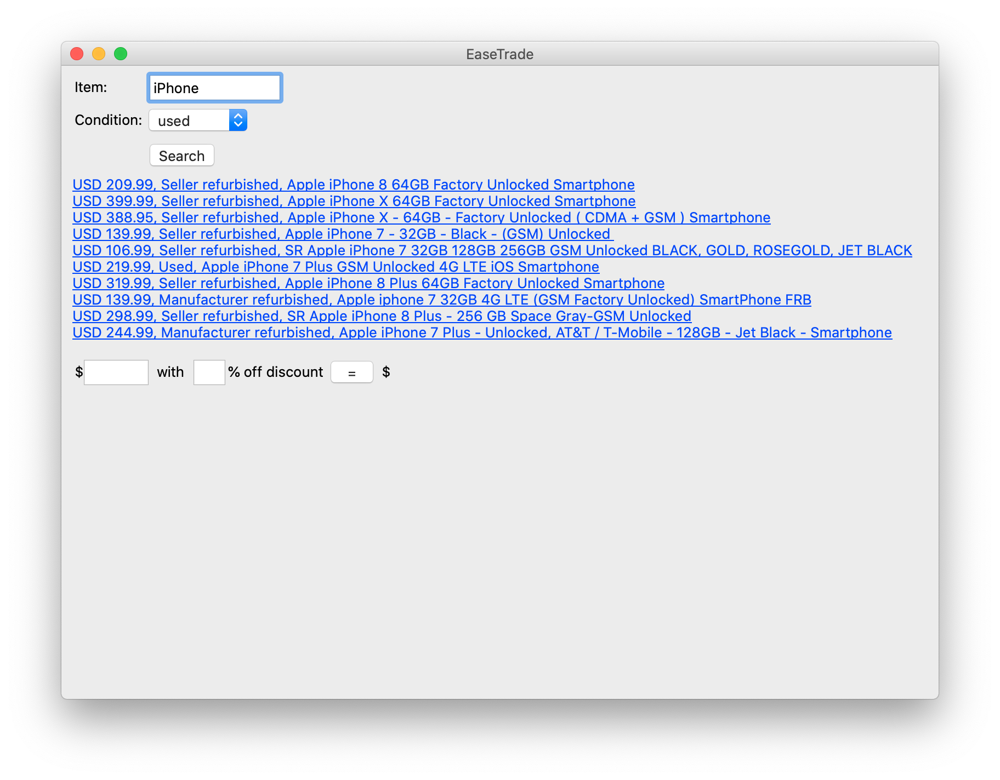 EaseTrade
Item: iPhone
Condition: used
Search
USD 209.99, Seller refurbished, Apple iPhone 8 64GB Factory Unlocked Smartphone
USD 399.99, Seller refurbished, Apple iPhone X 64GB Factory Unlocked Smartphone
USD 388.95, Seller refurbished, Apple iPhone X - 64GB - Factory Unlocked ( CDMA + GSM ) Smartphone
USD 139.99, Seller refurbished, Apple iPhone 7 - 32GB - Black - (GSM) Unlocked
USD 106.99, Seller refurbished, SR Apple iPhone 7 32GB 128GB 256GB GSM Unlocked BLACK, GOLD, ROSEGOLD, JET BLACK
USD 219.99, Used, Apple iPhone 7 Plus GSM Unlocked 4G LTE iOS Smartphone
USD 319.99, Seller refurbished, Apple iPhone 8 Plus 64GB Factory Unlocked Smartphone
USD 139.99, Manufacturer refurbished, Apple iphone 7 32GB 4G LTE (GSM Factory Unlocked) SmartPhone FRB
USD 298.99, Seller refurbished, SR Apple iPhone 8 Plus - 256 GB Space Gray-GSM Unlocked
USD 244.99, Manufacturer refurbished, Apple iPhone 7 Plus - Unlocked, AT&T / T-Mobile - 128GB - Jet Black - Smartphone
$ with % off discount = $